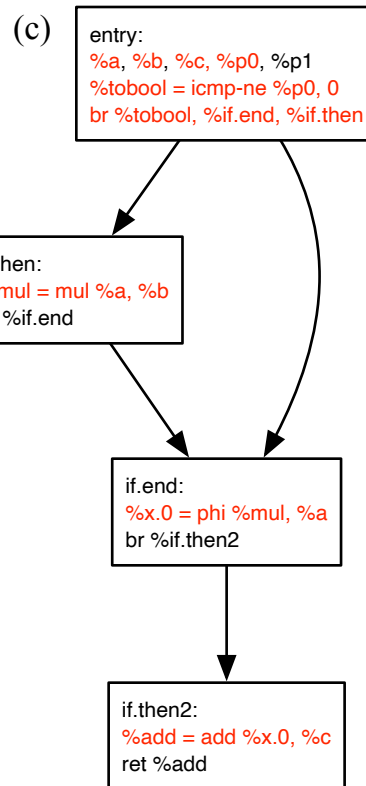 (c)
entry:
%a, %b, %c, %p0, %p1
%tobool = icmp-ne %p0, 0
br %tobool, %if.end, %if.then
hen:
mul = mul %a, %b
%if.end
if.end:
%x.0 = phi %mul, %a
br %if.then2
if.then2:
%add = add %x.0, %c
ret %add